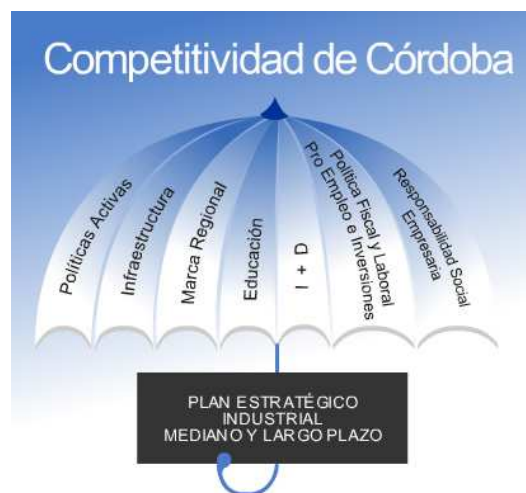 Competitividad de Córdoba
Políticas Activas
Infraestructura
Marca Regional
Educación
I + D
Política Fiscal y Laboral
Pro Empleo e Inversiones
Responsabilidad Social
Empresaria
PLAN ESTRATÉGICO
INDUSTRIAL
MEDIANO Y LARGO PLAZO